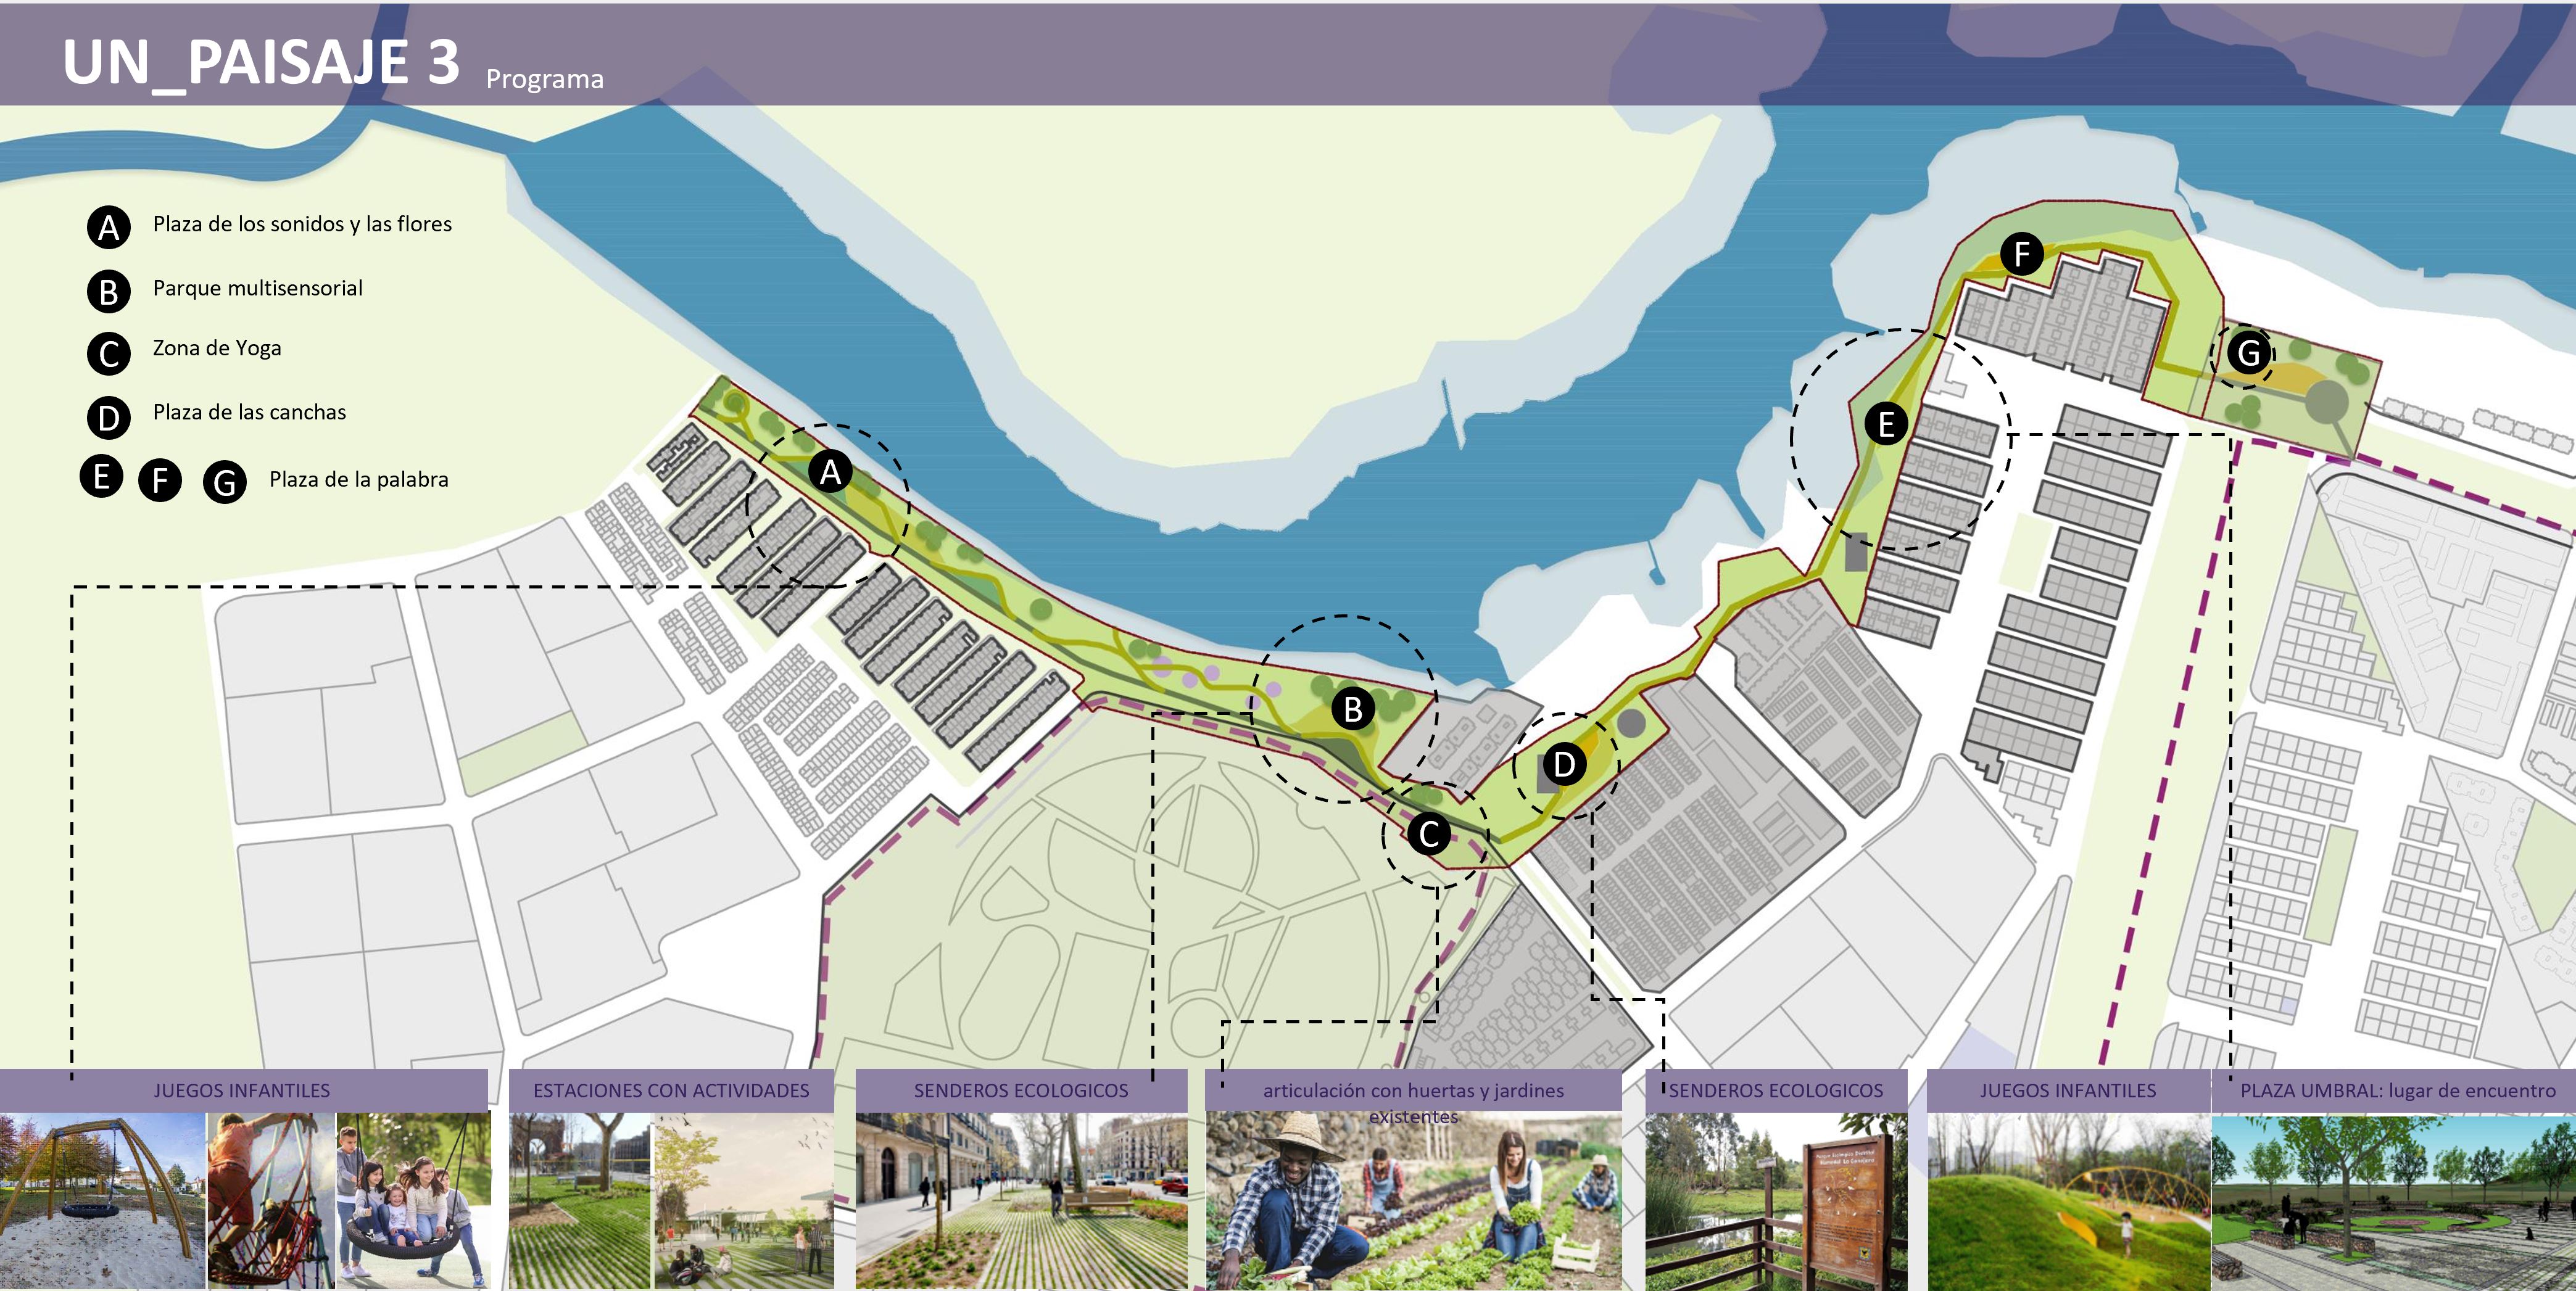 UN_PAISAJE 3 Programa
A Plaza de los sonidos y las flores
B Parque multisensorial
C Zona de Yoga
D Plaza de las canchas
E F G Plaza de la palabra
F
G
E
A
B
D
C
JUEGOS INFANTILES
ESTACIONES CON ACTIVIDADES
SENDEROS ECOLOGICOS
articulación con huertas y jardines
existentes
SENDEROS ECOLOGICOS
JUEGOS INFANTILES
PLAZA UMBRAL: lugar de encuentro